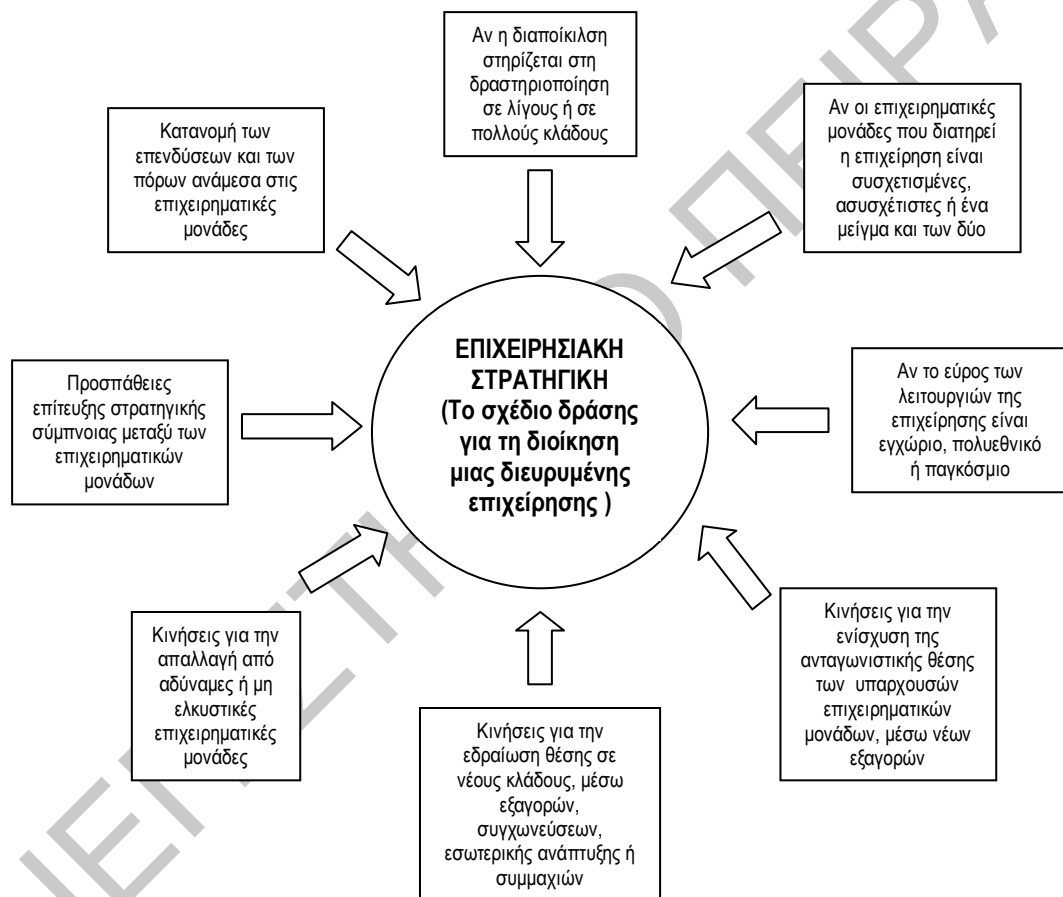 Αν η διαποίκιλση
στηρίζεται στη
δραστηριοποίηση
σε λίγους ή σε
πολλούς κλάδους
Αν οι επιχειρηματικές
μονάδες που διατηρεί
η επιχείρηση είναι
συσχετισμένες,
ασυσχέτιστες ή ένα
μείγμα και των δύο
Κατανομή των
επενδύσεων και των
πόρων ανάμεσα στις
επιχειρηματικές
μονάδες
ΕΠΙΧΕΙΡΗΣΙΑΚΗ
ΣΤΡΑΤΗΓΙΚΗ
(Το σχέδιο δράσης
για τη διοίκηση
μιας διευρυμένης
επιχείρησης )
Προσπάθειες
επίτευξης στρατηγικής
σύμπνοιας μεταξύ των
επιχειρηματικών
μονάδων
Αν το εύρος των
λειτουργιών της
επιχείρησης είναι
εγχώριο, πολυεθνικό
ή παγκόσμιο
Κινήσεις για την
απαλλαγή από
αδύναμες ή μη
ελκυστικές
επιχειρηματικές
μονάδες
Κινήσεις για την
εδραίωση θέσης σε
νέους κλάδους, μέσω
εξαγορών,
συγχωνεύσεων,
εσωτερικής ανάπτυξης ή
συμμαχιών
Κινήσεις για την
ενίσχυση της
ανταγωνιστικής θέσης
των υπαρχουσών
επιχειρηματικών
μονάδων, μέσω νέων
εξαγορών